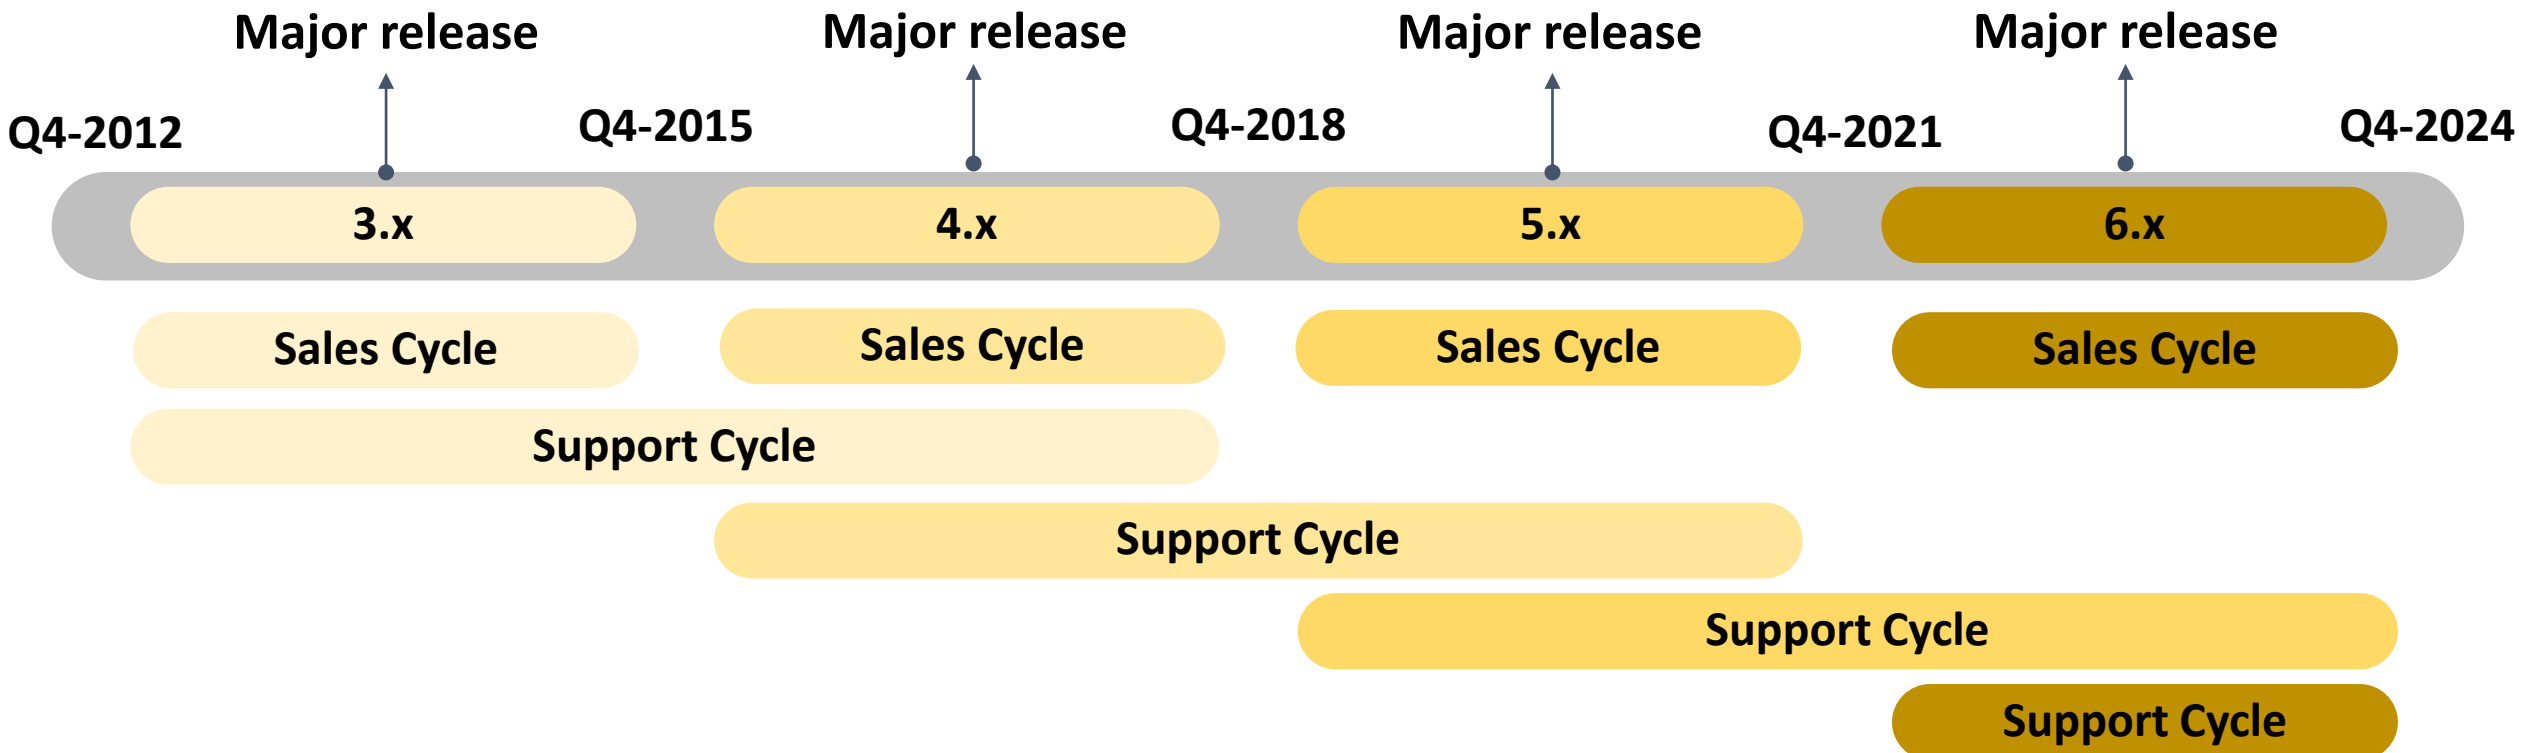 Major release
Major release
Major release
Major release
Q4-2012
Q4-2015
Q4-2018
Q4-2021
Q4-2024
3.x
4.x
5.x
6.x
Sales Cycle
Sales Cycle
Sales Cycle
Sales Cycle
Support Cycle
Support Cycle
Support Cycle
Support Cycle